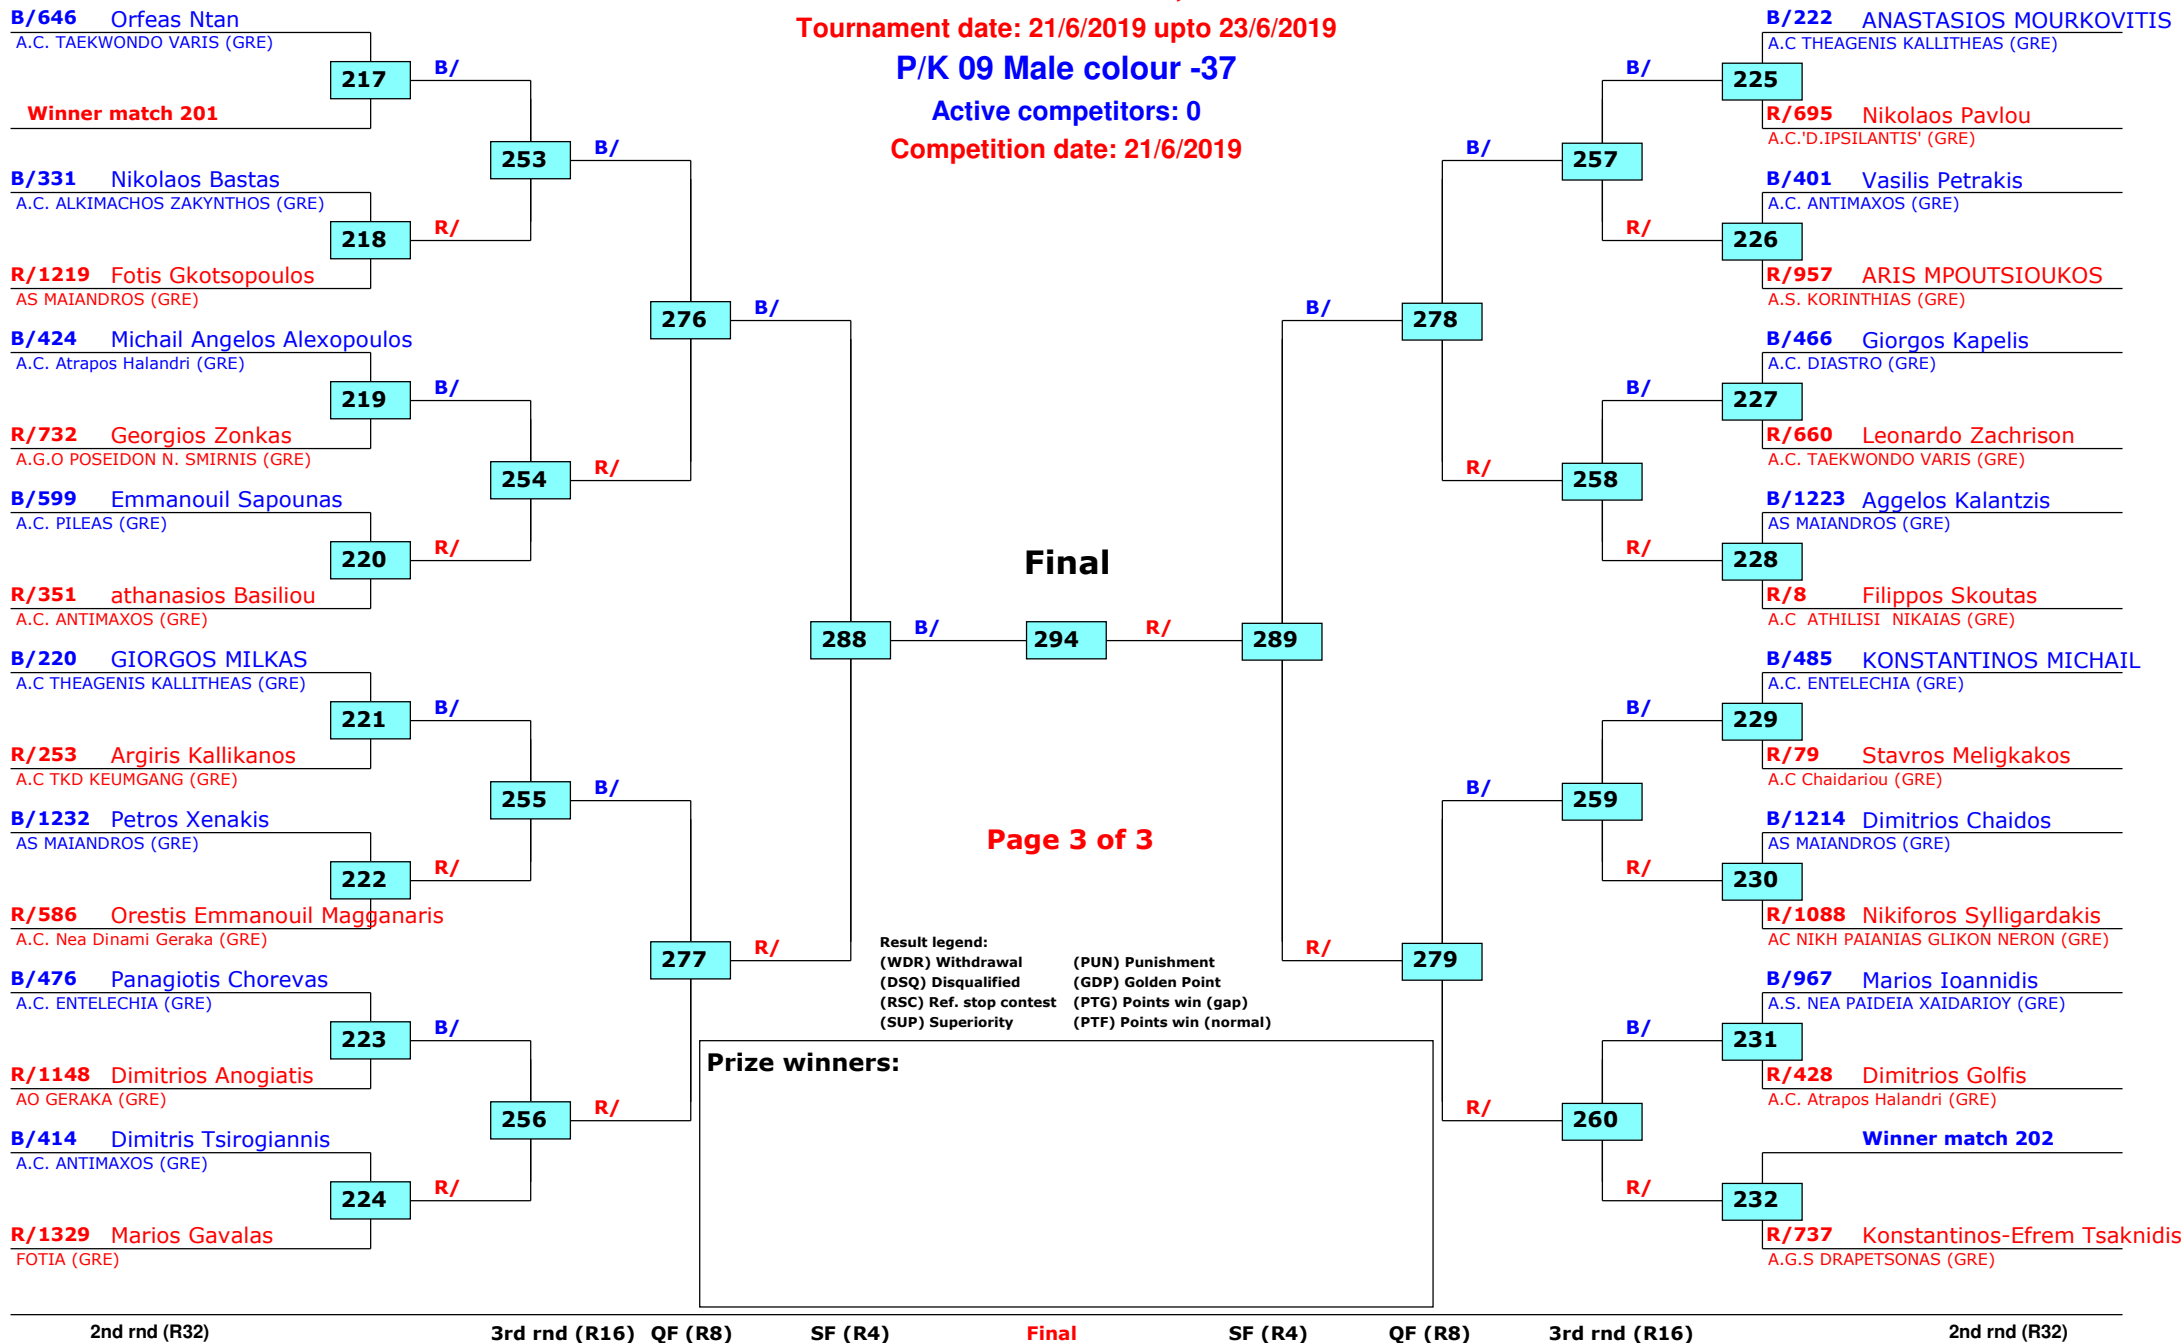 Tournament date: 21/6/2019 upto 23/6/2019
P/K 09 Male colour -37
Active competitors: 0
Competition date: 21/6/2019
B/646 Orfeas Ntan
A.C. TAEKWONDO VARIS (GRE)
217
B/
Winner match 201
253
B/
B/331 Nikolaos Bastas
A.C. ALKIMACHOS ZAKYNTHOS (GRE)
218
R/
R/1219 Fotis Gkotsopoulos
AS MAIANDROS (GRE)
276
B/
B/424 Michail Angelos Alexopoulos
A.C. Atrapos Halandri (GRE)
219
B/
R/732 Georgios Zonkas
A.G.O POSEIDON N. SMIRNIS (GRE)
254
R/
B/599 Emmanouil Sapounas
A.C. PILEAS (GRE)
220
R/
R/351 athanasios Basiliou
A.C. ANTIMAXOS (GRE)
288
B/
B/220 GIORGOS MILKAS
A.C THEAGENIS KALLITHEAS (GRE)
221
B/
R/253 Argiris Kallikanos
A.C TKD KEUMGANG (GRE)
255
B/
B/1232 Petros Xenakis
AS MAIANDROS (GRE)
222
R/
R/586 Orestis Emmanouil Magganaris
A.C. Nea Dinami Geraka (GRE)
277
R/
B/476 Panagiotis Chorevas
A.C. ENTELECHIA (GRE)
223
B/
R/1148 Dimitrios Anogiatis
AO GERAKA (GRE)
256
R/
B/414 Dimitris Tsirogiannis
A.C. ANTIMAXOS (GRE)
224
R/
R/1329 Marios Gavalas
FOTIA (GRE)
Final
294
R/
289
Page 3 of 3
Result legend:
(WDR) Withdrawal (PUN) Punishment
(DSQ) Disqualified (GDP) Golden Point
(RSC) Ref. stop contest (PTG) Points win (gap)
(SUP) Superiority (PTF) Points win (normal)
Prize winners:
B/222 ANASTASIOS MOURKOVITIS
A.C THEAGENIS KALLITHEAS (GRE)
B/
225
R/695 Nikolaos Pavlou
A.C.'D.IPSILANTIS' (GRE)
B/
257
B/401 Vasilis Petrakis
A.C. ANTIMAXOS (GRE)
R/
226
R/957 ARIS MPOUTSIOUKOS
A.S. KORINTHIAS (GRE)
B/
278
B/466 Giorgos Kapelis
A.C. DIASTRO (GRE)
B/
227
R/660 Leonardo Zachrison
A.C. TAEKWONDO VARIS (GRE)
R/
258
B/1223 Aggelos Kalantzis
AS MAIANDROS (GRE)
R/
228
R/8 Filippos Skoutas
A.C ATHILISI NIKAIAS (GRE)
B/485 KONSTANTINOS MICHAIL
A.C. ENTELECHIA (GRE)
B/
229
R/79 Stavros Meligkakos
A.C Chaidariou (GRE)
B/
259
B/1214 Dimitrios Chaidos
AS MAIANDROS (GRE)
R/
230
R/1088 Nikiforos Sylligardakis
AC NIKH PAIANIAS GLIKON NERON (GRE)
R/
279
B/967 Marios Ioannidis
A.S. NEA PAIDEIA XAIDARIOY (GRE)
B/
231
R/428 Dimitrios Golfis
A.C. Atrapos Halandri (GRE)
R/
260
Winner match 202
R/
232
R/737 Konstantinos-Efrem Tsaknidis
A.G.S DRAPETSONAS (GRE)
2nd rnd (R32) 3rd rnd (R16) QF (R8) SF (R4) Final SF (R4) QF (R8) 3rd rnd (R16) 2nd rnd (R32)